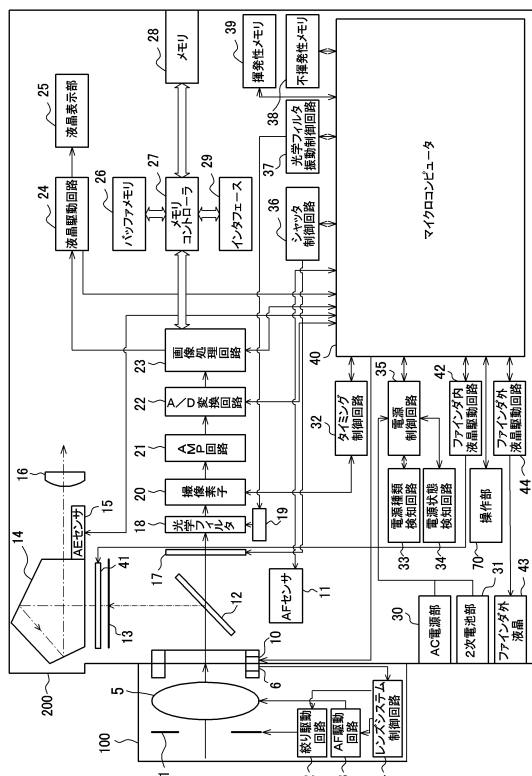 28
メモリ
39
揮発性メモリ
不揮発性メモリ
38
光学フィルタ
振動制御回路
37
シャッタ
制御回路
36
25
液晶表示部
24
液晶駆動回路
26
バッファメモリ
27
メモリ
コントローラ
29
インタフェース
マイクロコンピュータ
40
23
画像処理回路
22
A/D変換回路
21
AMP回路
20
撮像素子
18
光学フィルタ
19
17
16
15
AEセンサ
14
41
13
12
11
AFセンサ
32
タイミング
制御回路
35
電源
制御回路
42
ファインダ内
液晶駆動回路
ファインダ外
液晶駆動回路
44
電源種類
検知回路
33
電源状態
検知回路
34
操作部
70
30
AC電源部
2次電池部
31
ファインダ外
液晶
43
200
10
6
5
100
1
絞り駆動
回路
AF駆動
回路
レンズシステム
制御回路